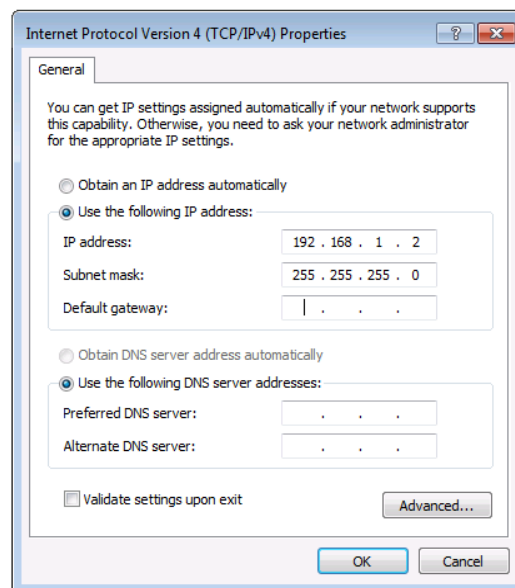 Internet Protocol Version 4 (TCP/IPv4) Properties
General
You can get IP settings assigned automatically if your network supports
this capability. Otherwise, you need to ask your network administrator
for the appropriate IP settings.
Obtain an IP address automatically
Use the following IP address:
IP address: 192 . 168 . 1 . 2
Subnet mask: 255 . 255 . 255 . 0
Default gateway: . . .
Obtain DNS server address automatically
Use the following DNS server addresses:
Preferred DNS server: . . .
Alternate DNS server: . . .
Validate settings upon exit
Advanced...
OK Cancel